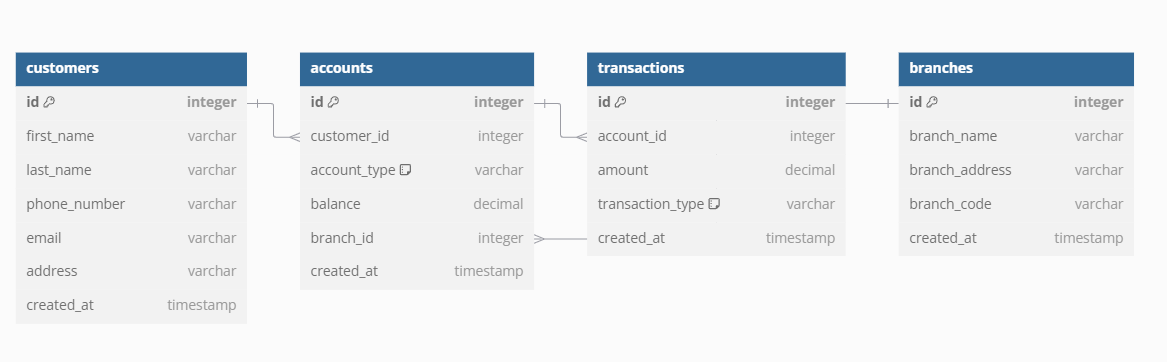 customers
id integer
first_name varchar
last_name varchar
phone_number varchar
email varchar
address varchar
created_at timestamp
accounts
id integer
customer_id integer
account_type varchar
balance decimal
branch_id integer
created_at timestamp
transactions
id integer
account_id integer
amount decimal
transaction_type varchar
created_at timestamp
branches
id integer
branch_name varchar
branch_address varchar
branch_code varchar
created_at timestamp